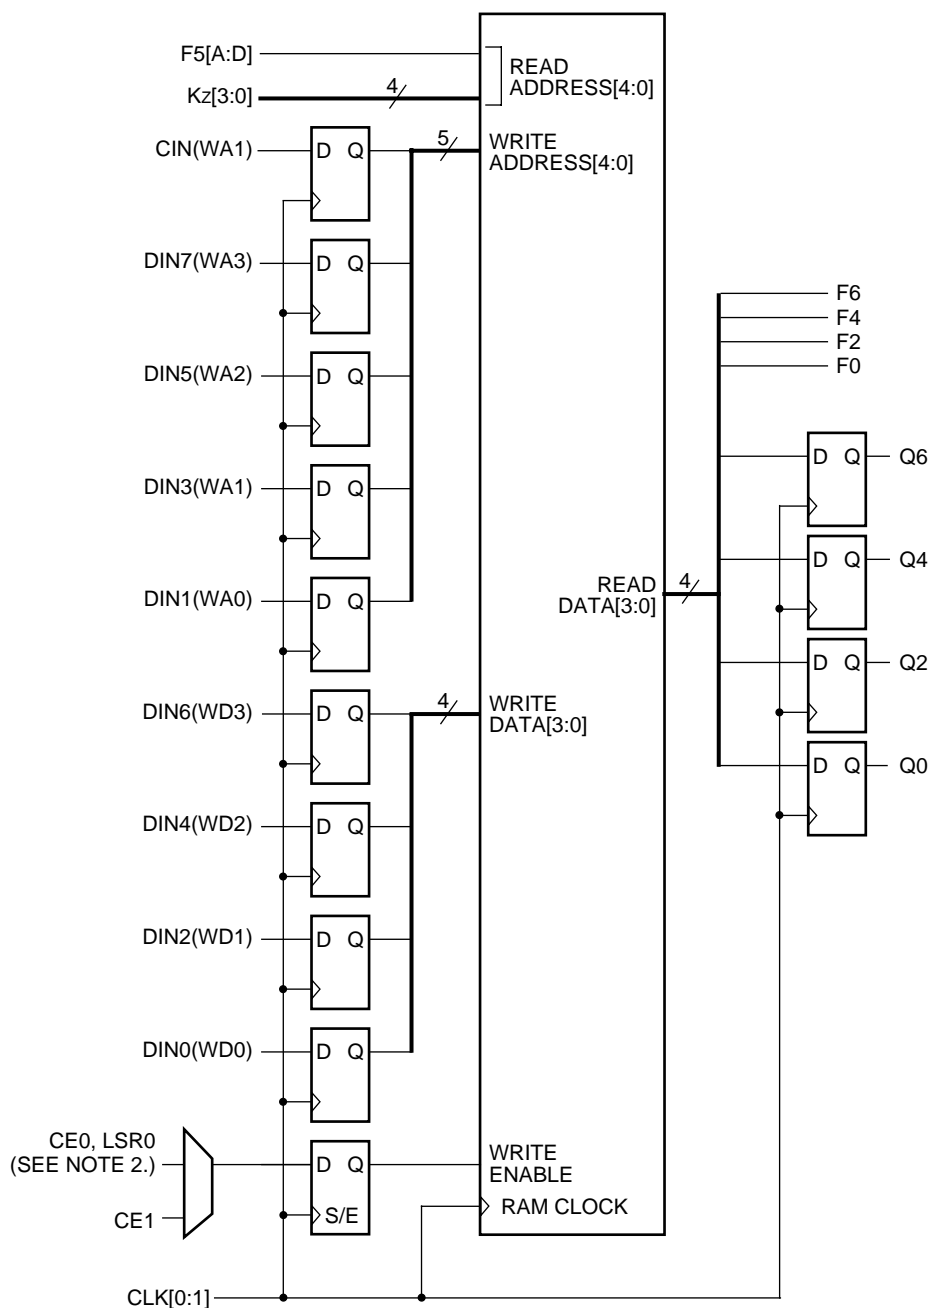 F5[A:D]
READ
ADDRESS[4:0]
KZ[3:0]
4
CIN(WA1)
D Q
5
WRITE
ADDRESS[4:0]
DIN7(WA3)
D Q
F6
F4
F2
F0
DIN5(WA2)
D Q
D Q
Q6
DIN3(WA1)
D Q
D Q
Q4
DIN1(WA0)
D Q
READ
DATA[3:0]
4
D Q
Q2
DIN6(WD3)
D Q
4
WRITE
DATA[3:0]
D Q
Q0
DIN4(WD2)
D Q
DIN2(WD1)
D Q
DIN0(WD0)
D Q
CE0, LSR0
(SEE NOTE 2.)
D Q
WRITE
ENABLE
CE1
S/E
RAM CLOCK
CLK[0:1]